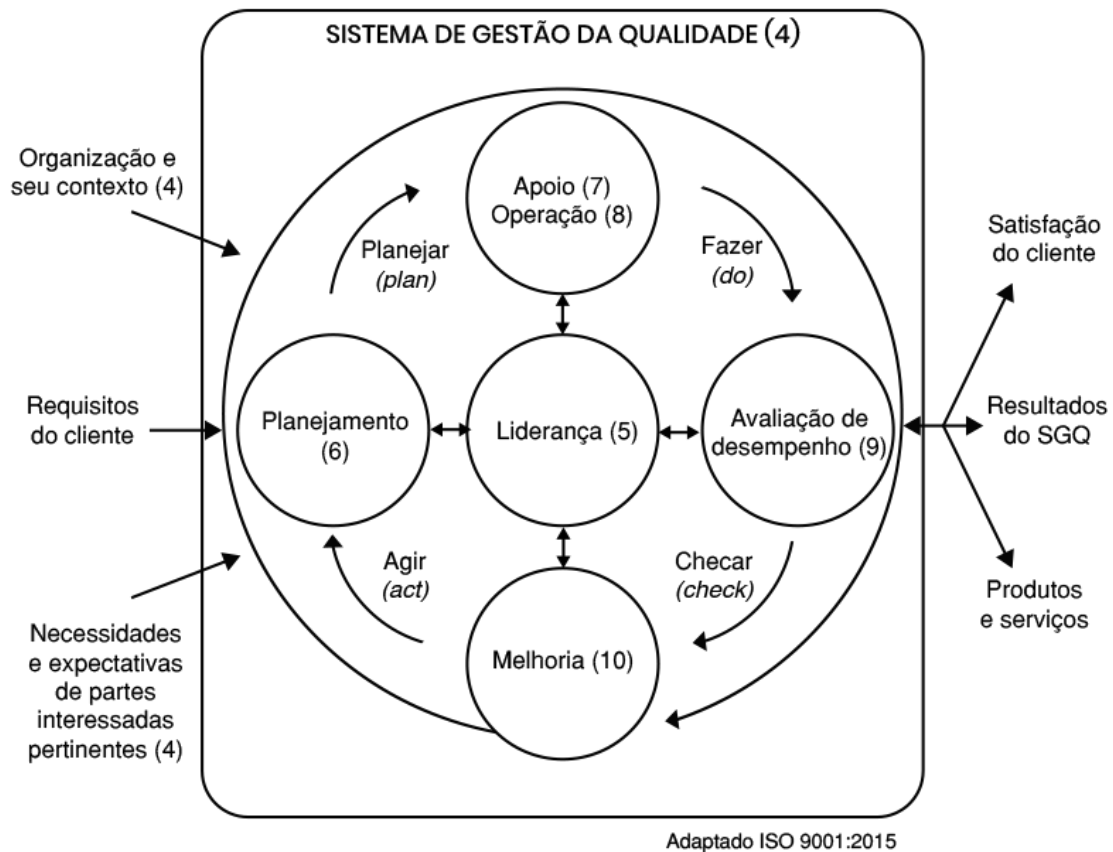 SISTEMA DE GESTÃO DA QUALIDADE (4)
Organização e
seu contexto (4)
Requisitos
do cliente
Necessidades
e expectativas
de partes
interessadas
pertinentes (4)
Planejar
(plan)
Apoio (7)
Operação (8)
Fazer
(do)
Planejamento
(6)
Liderança (5)
Avaliação de
desempenho (9)
Agir
(act)
Melhoria (10)
Checar
(check)
Satisfação
do cliente
Resultados
do SGQ
Produtos
e serviços
Adaptado ISO 9001:2015